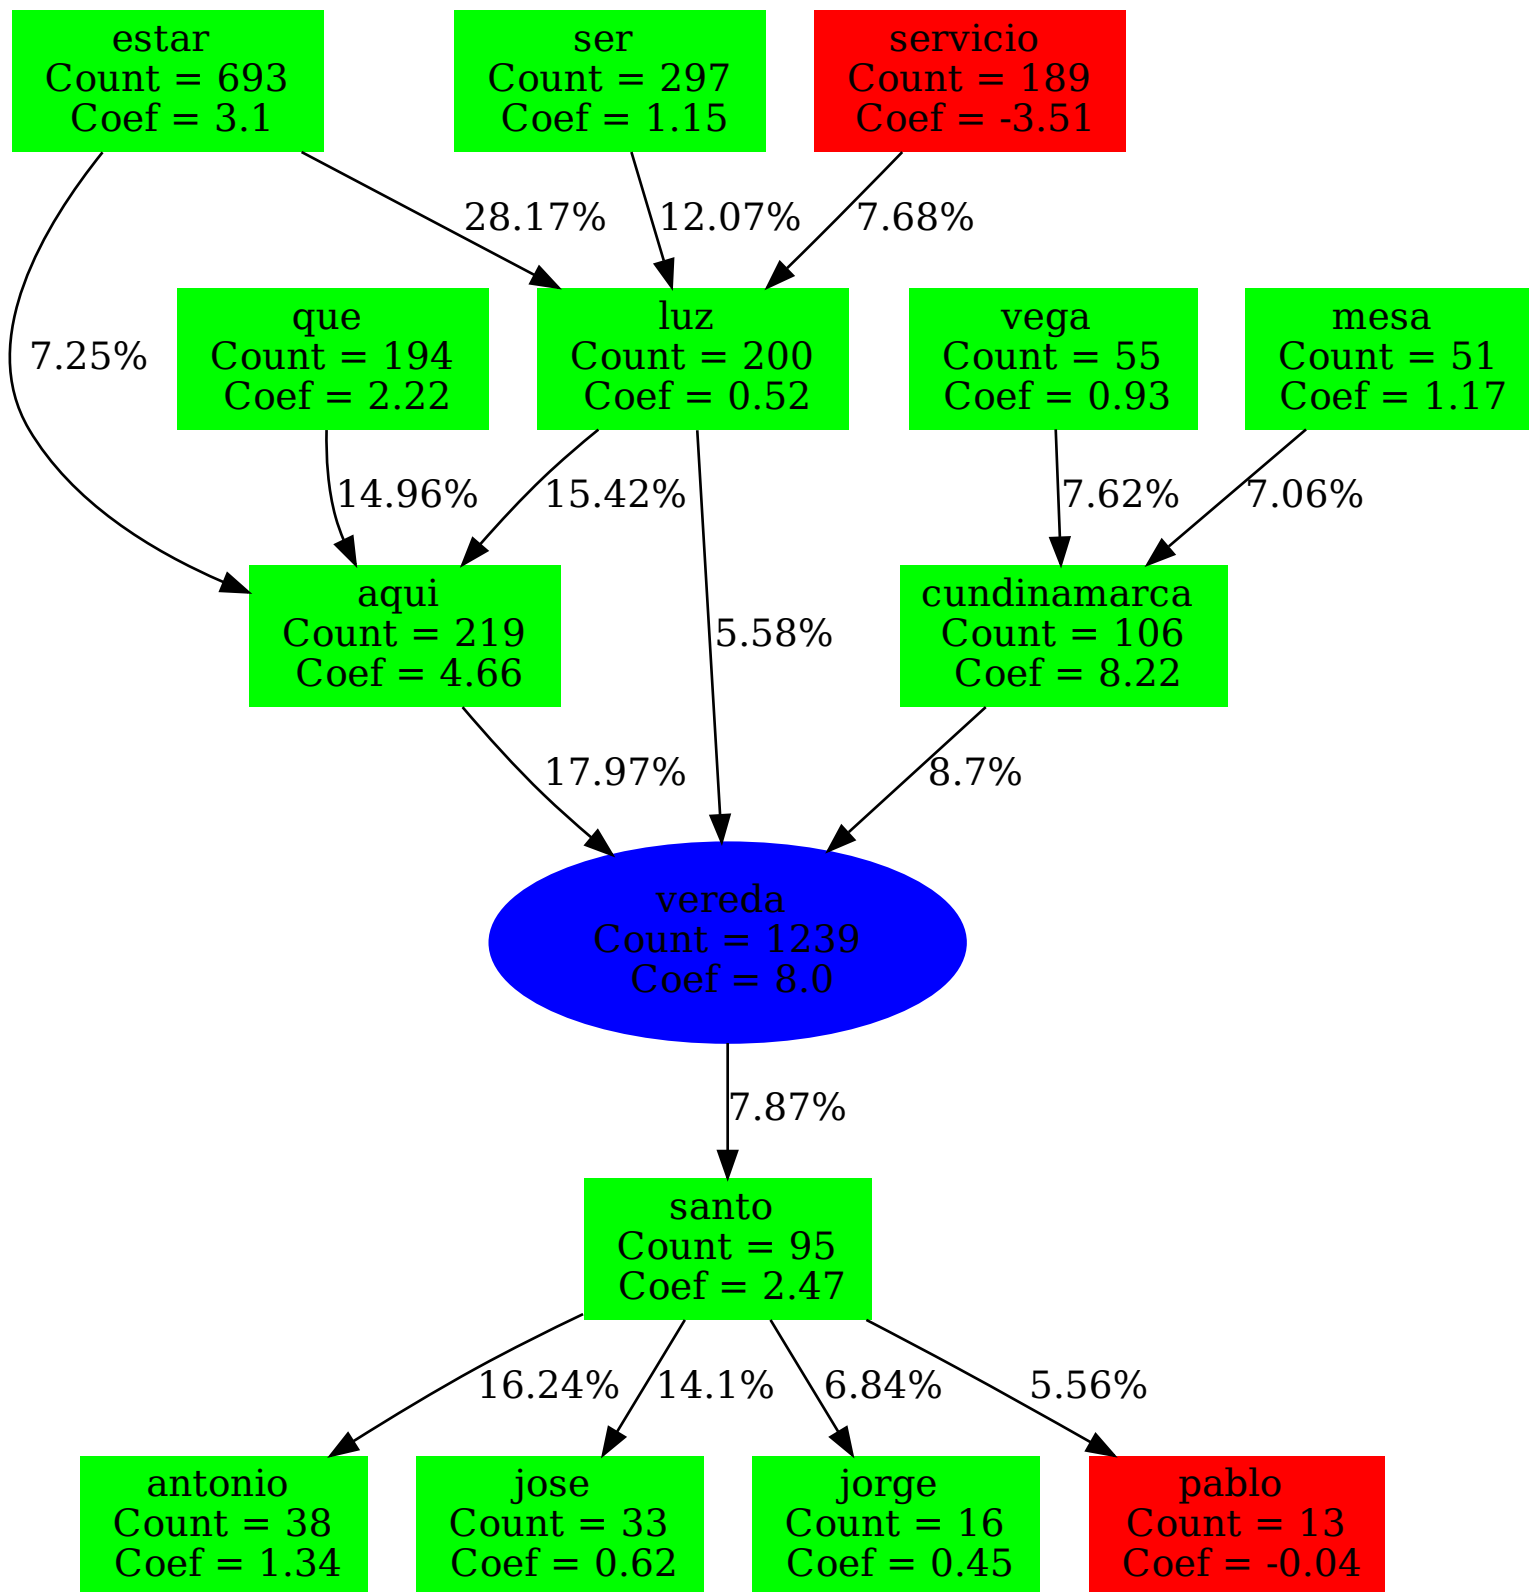 estar
Count = 693
Coef = 3.1
ser
Count = 297
Coef = 1.15
servicio
Count = 189
Coef = -3.51
28.17%
12.07%
7.68%
7.25%
que
Count = 194
Coef = 2.22
luz
Count = 200
Coef = 0.52
vega
Count = 55
Coef = 0.93
mesa
Count = 51
Coef = 1.17
14.96%
15.42%
7.62%
7.06%
aqui
Count = 219
Coef = 4.66
5.58%
cundinamarca
Count = 106
Coef = 8.22
17.97%
8.7%
vereda
Count = 1239
Coef = 8.0
7.87%
santo
Count = 95
Coef = 2.47
16.24%
14.1%
6.84%
5.56%
antonio
Count = 38
Coef = 1.34
jose
Count = 33
Coef = 0.62
jorge
Count = 16
Coef = 0.45
pablo
Count = 13
Coef = -0.04